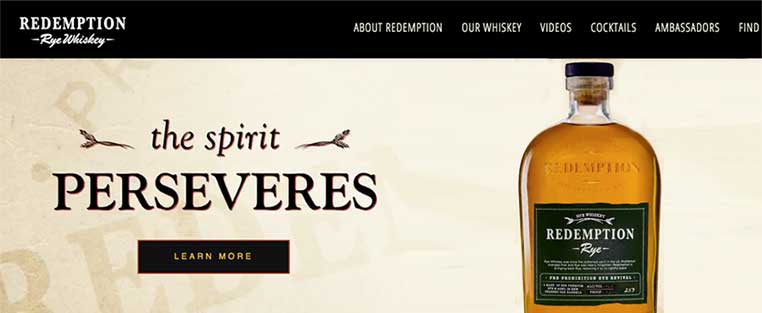 REDEMPTION
Rye Whiskey
ABOUT REDEMPTION OUR WHISKEY VIDEOS COCKTAILS AMBASSADORS FIND
the spirit
PERSEVERES
LEARN MORE
REDEMPTION
RYE WHISKEY
REDEMPTION
Rye
PRE-PROHIBITION RYE REVIVAL